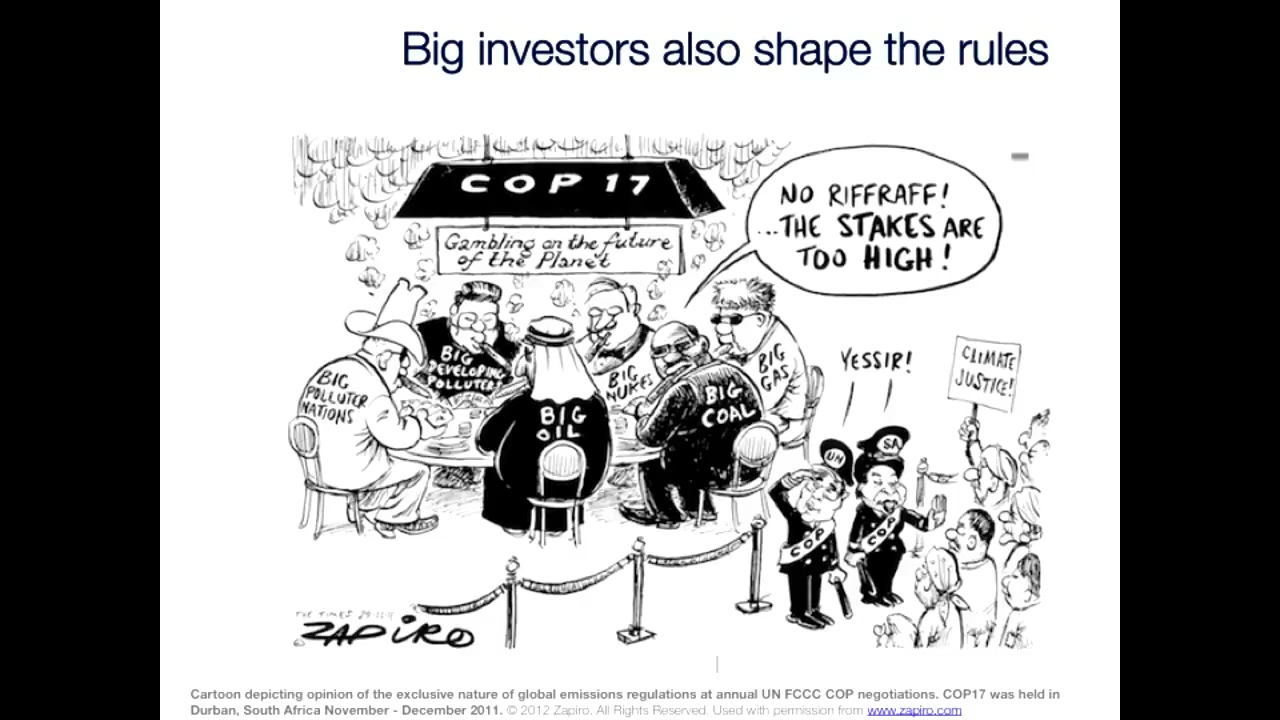 Big investors also shape the rules
COP 17
Gambling on the future
of the Planet
NO RIFFRAFF!
...THE STAKES ARE
TOO HIGH!
BIG
POLLUTER
NATIONS
BIG
DEVELOPING
POLLUTERS
BIG
OIL
BIG
NUKES
BIG
COAL
BIG
GAS
YESSIR!
CLIMATE
JUSTICE!
UN
SA
COP
COP
THE TIMES
ZAPIRO
Cartoon depicting opinion of the exclusive nature of global emissions regulations at annual UN FCCC COP negotiations. COP17 was held in
Durban, South Africa November - December 2011. © 2012 Zapiro. All Rights Reserved. Used with permission from www.zapiro.com